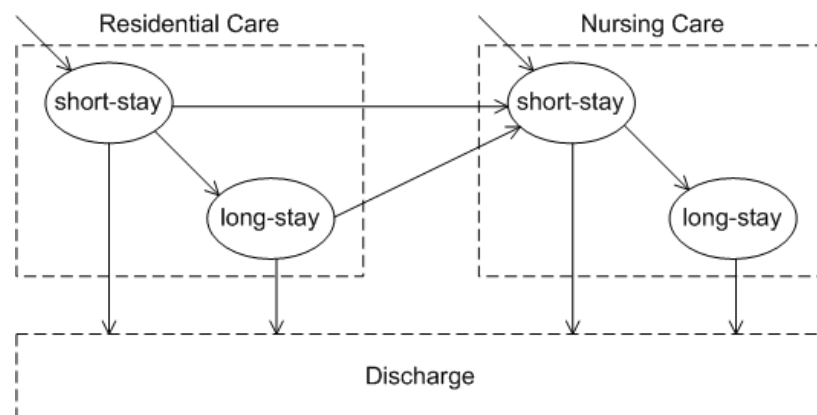 Residential Care
Nursing Care
short-stay
short-stay
long-stay
long-stay
Discharge